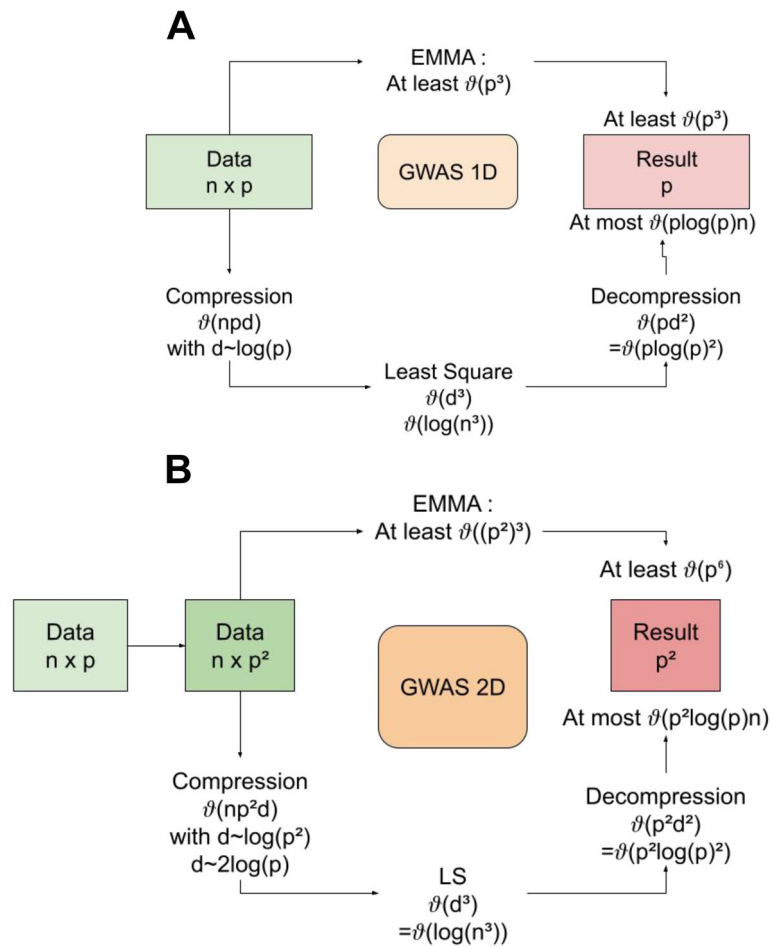 A
EMMA :
At least 𝜗(p³)
At least 𝜗(p³)
Data
n x p
GWAS 1D
Result
p
At most 𝜗(plog(p)n)
Compression
𝜗(npd)
with d~log(p)
Decompression
𝜗(pd²)
=𝜗(plog(p)²)
Least Square
𝜗(d³)
𝜗(log(n³))
B
EMMA :
At least 𝜗((p²)³)
At least 𝜗(p⁶)
Data
n x p
Data
n x p²
GWAS 2D
Result
p²
At most 𝜗(p²log(p)n)
Compression
𝜗(np²d)
with d~log(p²)
d~2log(p)
Decompression
𝜗(p²d²)
=𝜗(p²log(p)²)
LS
𝜗(d³)
=𝜗(log(n³))